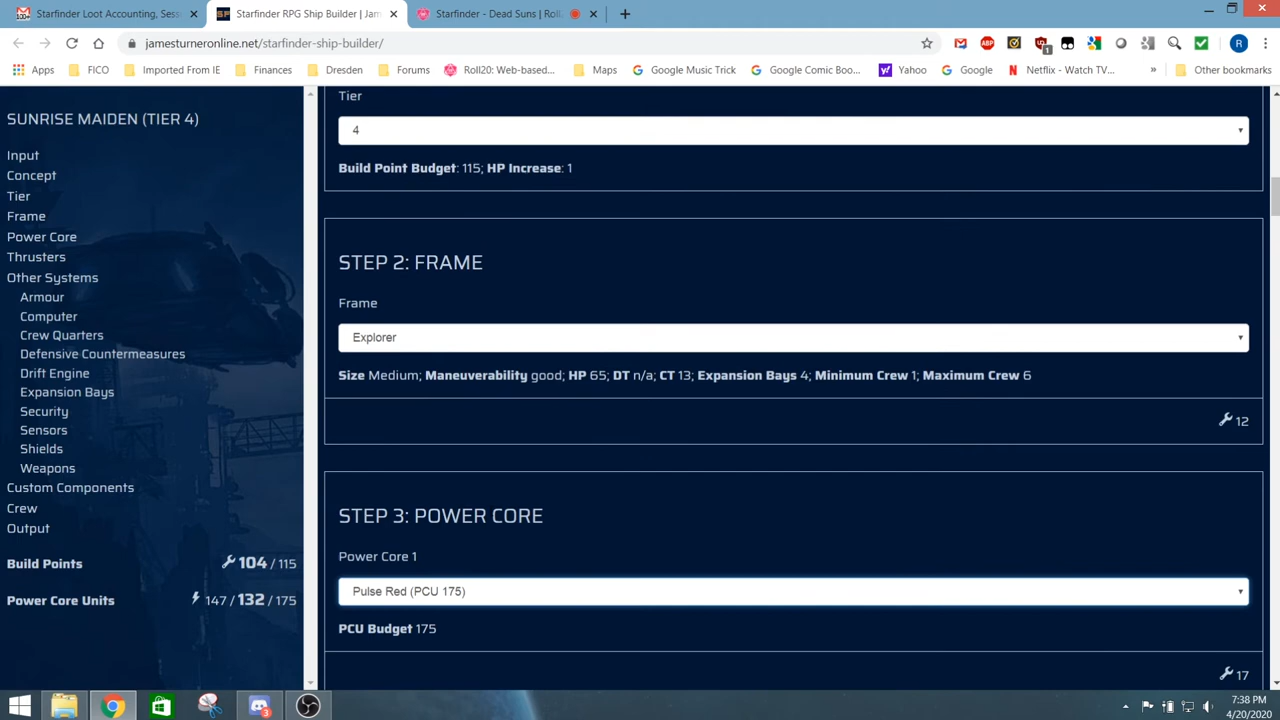 Starfinder Loot Accounting, Sess
Starfinder RPG Ship Builder | Jam
Starfinder - Dead Suns | Roll
jamesturneronline.net/starfinder-ship-builder/
ABP
1
R
Apps
FICO
Imported From IE
Finances
Dresden
Forums
Roll20: Web-based...
Maps
Google Music Trick
Google Comic Boo...
Yahoo
Google
Netflix - Watch TV...
»
Other bookmarks
SUNRISE MAIDEN (TIER 4)
Input
Concept
Tier
Frame
Power Core
Thrusters
Other Systems
Armour
Computer
Crew Quarters
Defensive Countermeasures
Drift Engine
Expansion Bays
Security
Sensors
Shields
Weapons
Custom Components
Crew
Output
Build Points 104 / 115
Power Core Units 147 / 132 / 175
Tier
4
Build Point Budget: 115; HP Increase: 1
STEP 2: FRAME
Frame
Explorer
Size Medium; Maneuverability good; HP 65; DT n/a; CT 13; Expansion Bays 4; Minimum Crew 1; Maximum Crew 6
12
STEP 3: POWER CORE
Power Core 1
Pulse Red (PCU 175)
PCU Budget 175
17
3
7:38 PM
4/20/2020